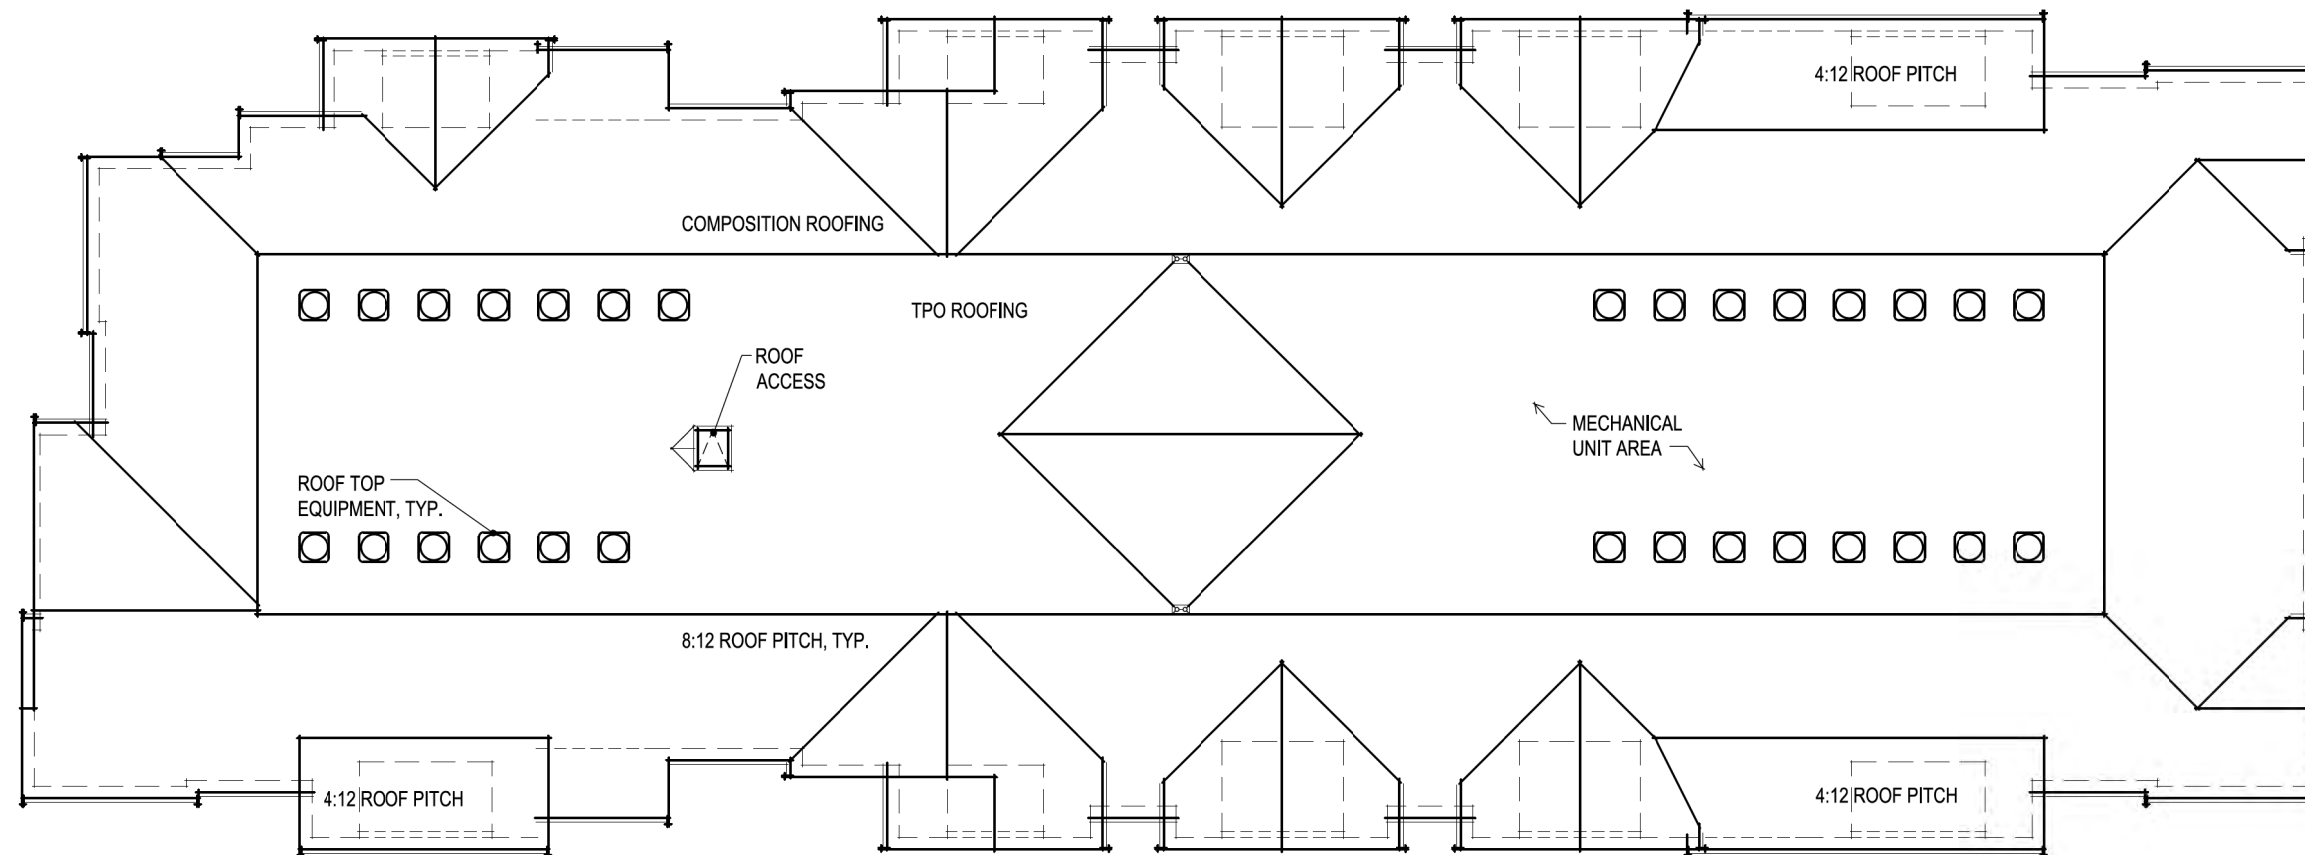 4:12 ROOF PITCH
COMPOSITION ROOFING
TPO ROOFING
ROOF
ACCESS
MECHANICAL
UNIT AREA
ROOF TOP
EQUIPMENT, TYP.
8:12 ROOF PITCH, TYP.
4:12 ROOF PITCH
4:12 ROOF PITCH